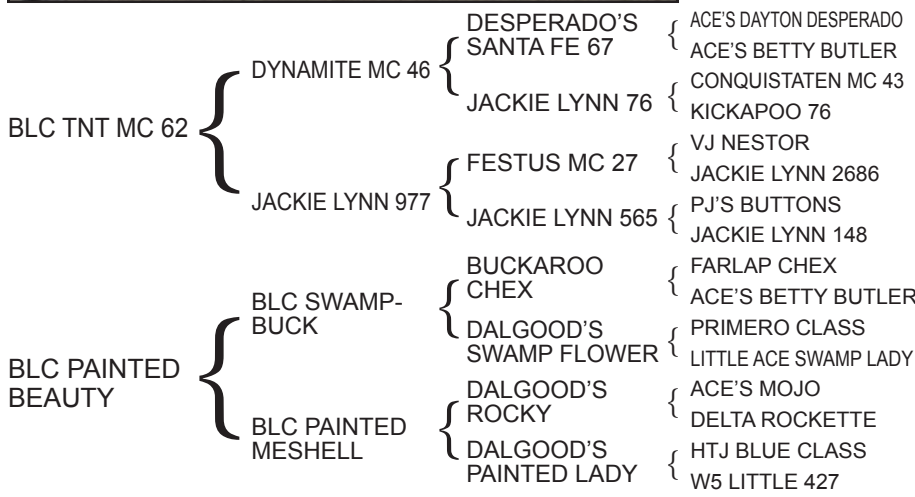 BLC TNT MC 62
DYNAMITE MC 46
DESPERADO'S
SANTA FE 67
ACE'S DAYTON DESPERADO
ACE'S BETTY BUTLER
JACKIE LYNN 76
CONQUISTATEN MC 43
KICKAPOO 76
JACKIE LYNN 977
FESTUS MC 27
VJ NESTOR
JACKIE LYNN 2686
JACKIE LYNN 565
PJ'S BUTTONS
JACKIE LYNN 148
BLC PAINTED
BEAUTY
BLC SWAMP-
BUCK
BUCKAROO
CHEX
FARLAP CHEX
ACE'S BETTY BUTLER
DALGOOD'S
SWAMP FLOWER
PRIMERO CLASS
LITTLE ACE SWAMP LADY
BLC PAINTED
MESHELL
DALGOOD'S
ROCKY
ACE'S MOJO
DELTA ROCKETTE
DALGOOD'S
PAINTED LADY
HTJ BLUE CLASS
W5 LITTLE 427